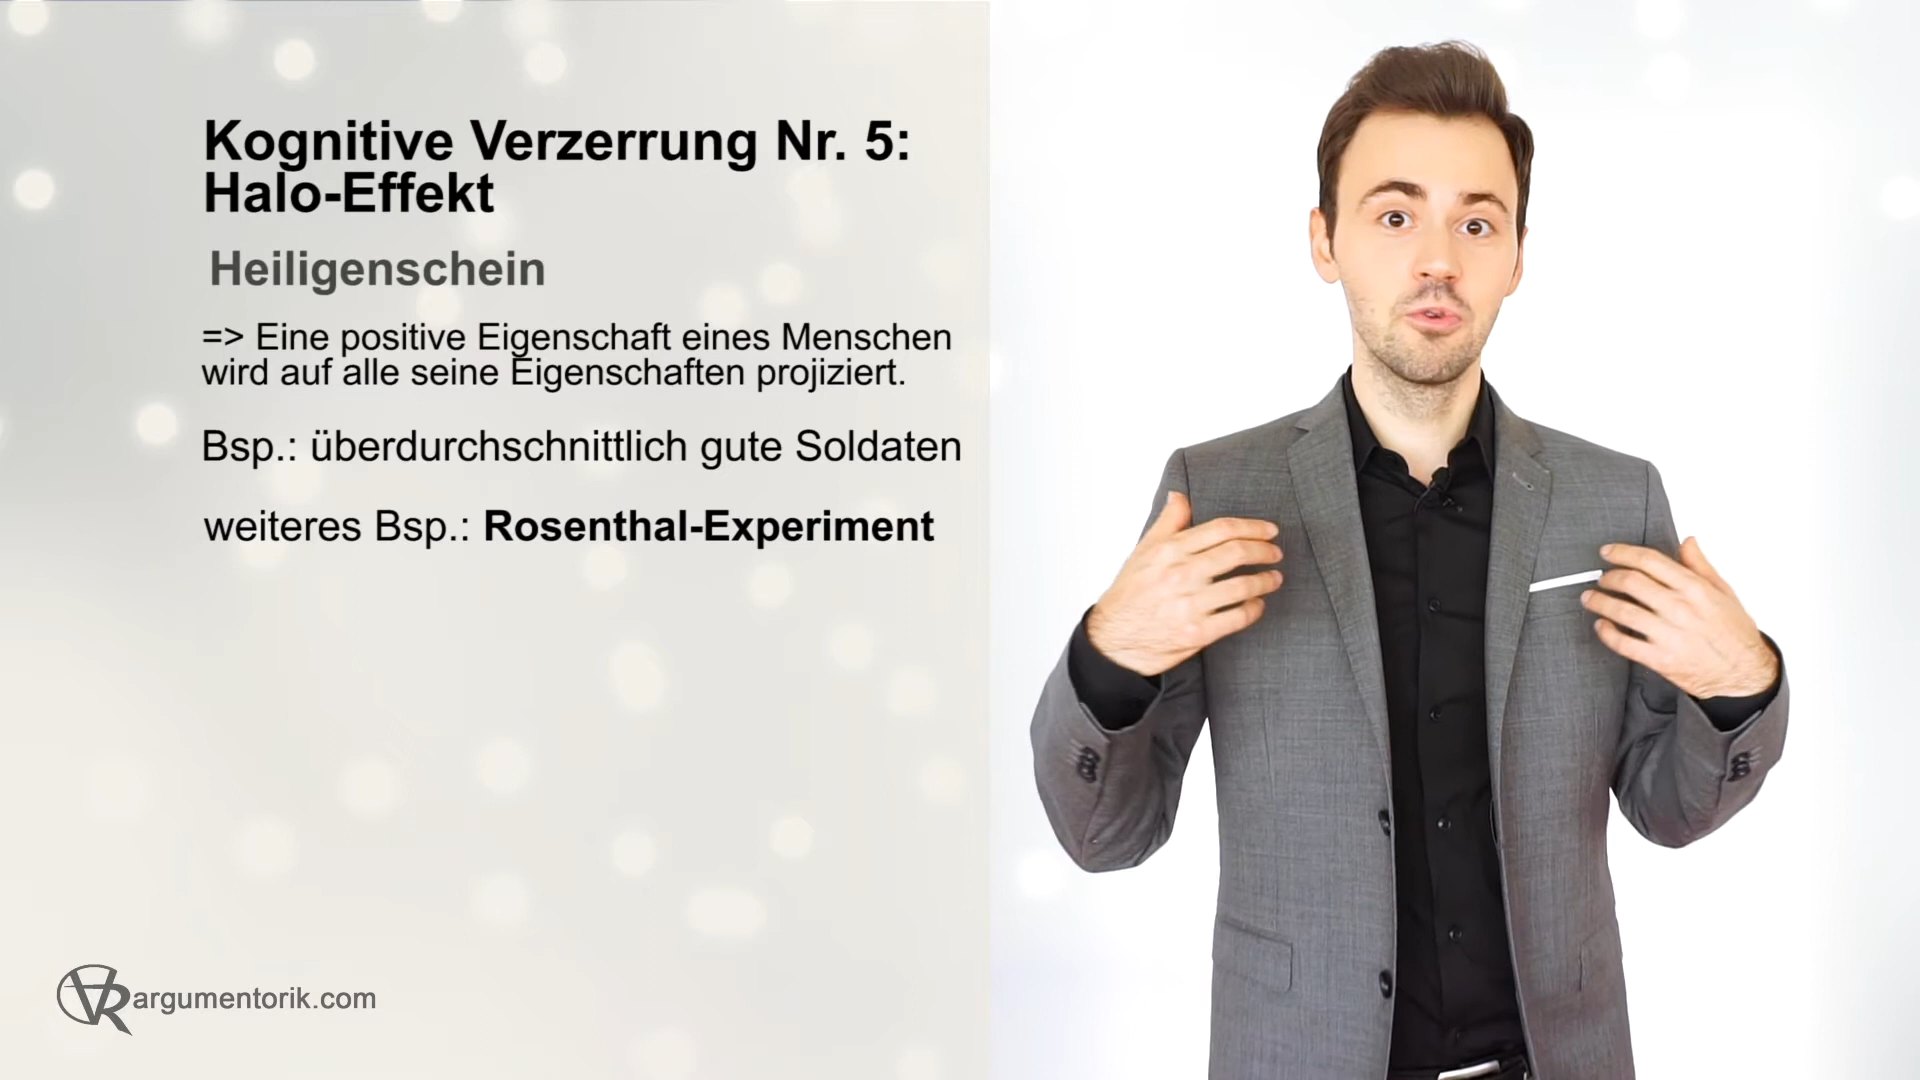 Kognitive Verzerrung Nr. 5:
Halo-Effekt
Heiligenschein
=> Eine positive Eigenschaft eines Menschen
wird auf alle seine Eigenschaften projiziert.
Bsp.: überdurchschnittlich gute Soldaten
weiteres Bsp.: Rosenthal-Experiment
argumentorik.com